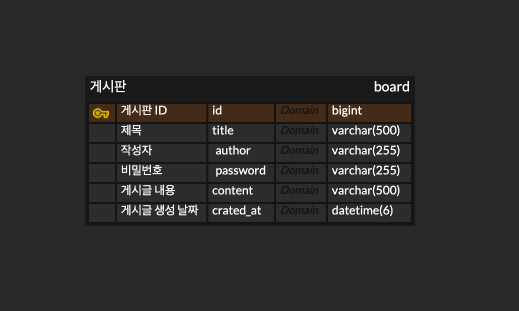 게시판 board
게시판 ID id Domain bigint
제목 title Domain varchar(500)
작성자 author Domain varchar(255)
비밀번호 password Domain varchar(255)
게시글 내용 content Domain varchar(500)
게시글 생성 날짜 crated_at Domain datetime(6)